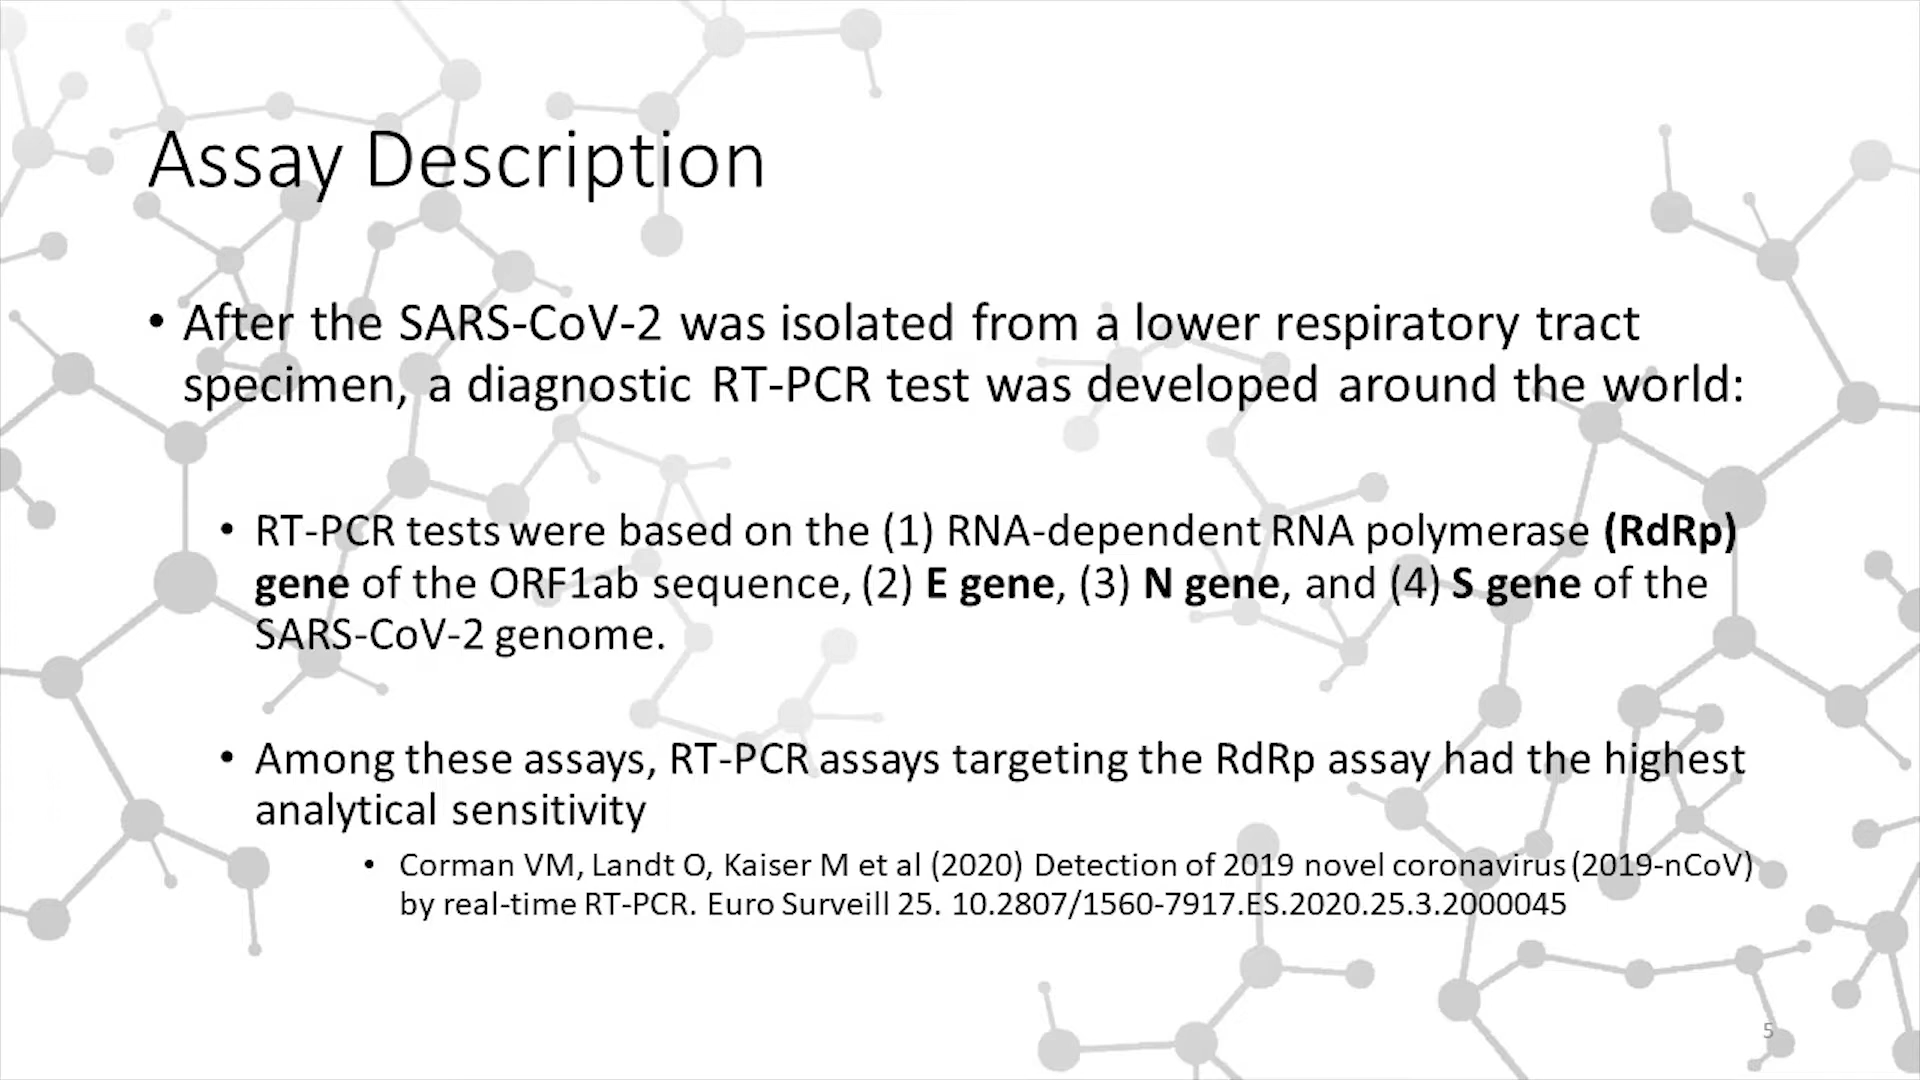 Assay Description
• After the SARS-CoV-2 was isolated from a lower respiratory tract
specimen, a diagnostic RT-PCR test was developed around the world:
• RT-PCR tests were based on the (1) RNA-dependent RNA polymerase (RdRp)
gene of the ORF1ab sequence, (2) E gene, (3) N gene, and (4) S gene of the
SARS-CoV-2 genome.
• Among these assays, RT-PCR assays targeting the RdRp assay had the highest
analytical sensitivity
• Corman VM, Landt O, Kaiser M et al (2020) Detection of 2019 novel coronavirus (2019-nCoV)
by real-time RT-PCR. Euro Surveill 25. 10.2807/1560-7917.ES.2020.25.3.2000045
5